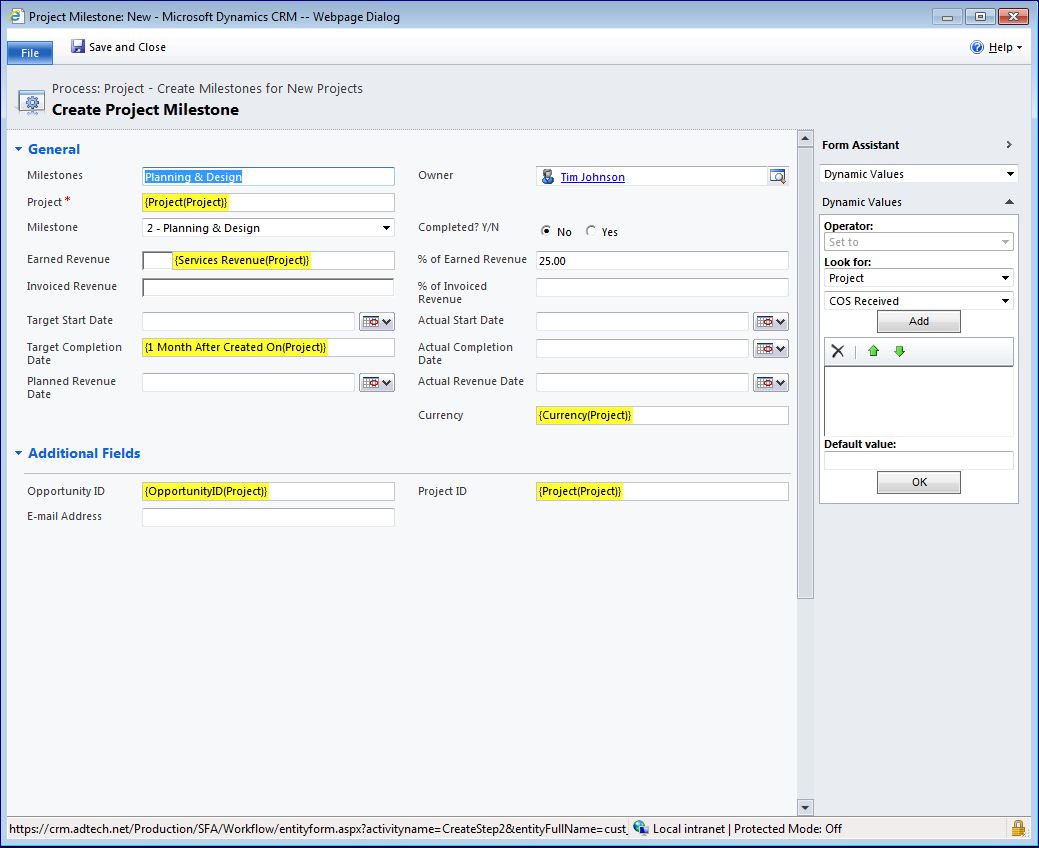 Project Milestone: New - Microsoft Dynamics CRM -- Webpage Dialog
File
Save and Close
Help
Process: Project - Create Milestones for New Projects
Create Project Milestone
General
Milestones
Planning & Design
Owner
Tim Johnson
Project *
{Project(Project)}
Milestone
2 - Planning & Design
Completed? Y/N
No
Yes
Earned Revenue
{Services Revenue(Project)}
% of Earned Revenue
25.00
Invoiced Revenue
% of Invoiced
Revenue
Target Start Date
Actual Start Date
Target Completion
Date
{1 Month After Created On(Project)}
Actual Completion
Date
Planned Revenue
Date
Actual Revenue Date
Currency
{Currency(Project)}
Additional Fields
Opportunity ID
{OpportunityID(Project)}
Project ID
{Project(Project)}
E-mail Address
Form Assistant
Dynamic Values
Dynamic Values
Operator:
Set to
Look for:
Project
COS Received
Add
Default value:
OK
https://crm.adtech.net/Production/SFA/Workflow/entityform.aspx?activityname=CreateStep2&entityFullName=cust_
Local intranet | Protected Mode: Off